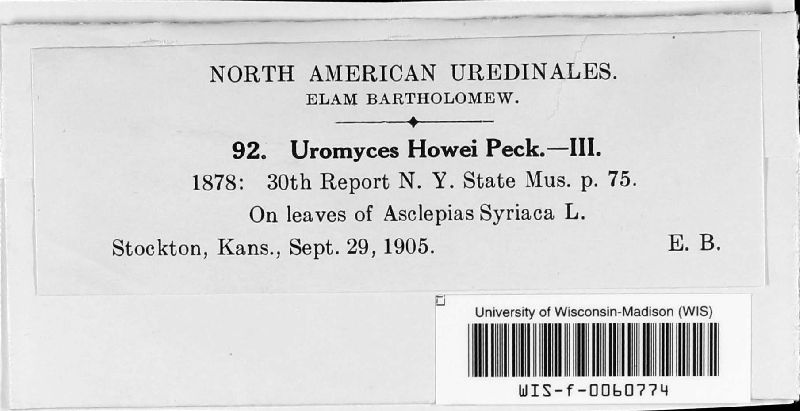 NORTH AMERICAN UREDINALES.
ELAM BARTHOLOMEW.
92. Uromyces Howei Peck.—III.
1878: 30th Report N. Y. State Mus. p. 75.
On leaves of Asclepias Syriaca L.
Stockton, Kans., Sept. 29, 1905. E. B.
University of Wisconsin-Madison (WIS)
WIS-f-0060774